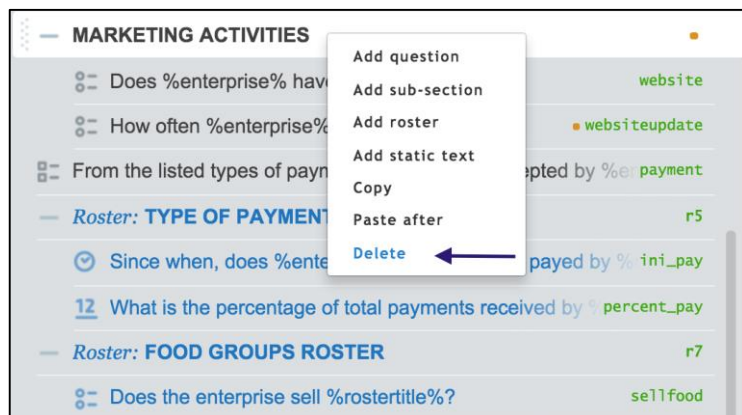 MARKETING ACTIVITIES
Add question
Does %enterprise% hav website
Add sub-section
How often %enterprise% websiteupdate
Add roster
Add static text
From the listed types of paym epted by %e payment
Copy
Roster: TYPE OF PAYMENT r5
Paste after
Since when, does %ente payed by % ini_pay
Delete
12 What is the percentage of total payments received by % percent_pay
Roster: FOOD GROUPS ROSTER r7
Does the enterprise sell %rostertitle%? sellfood